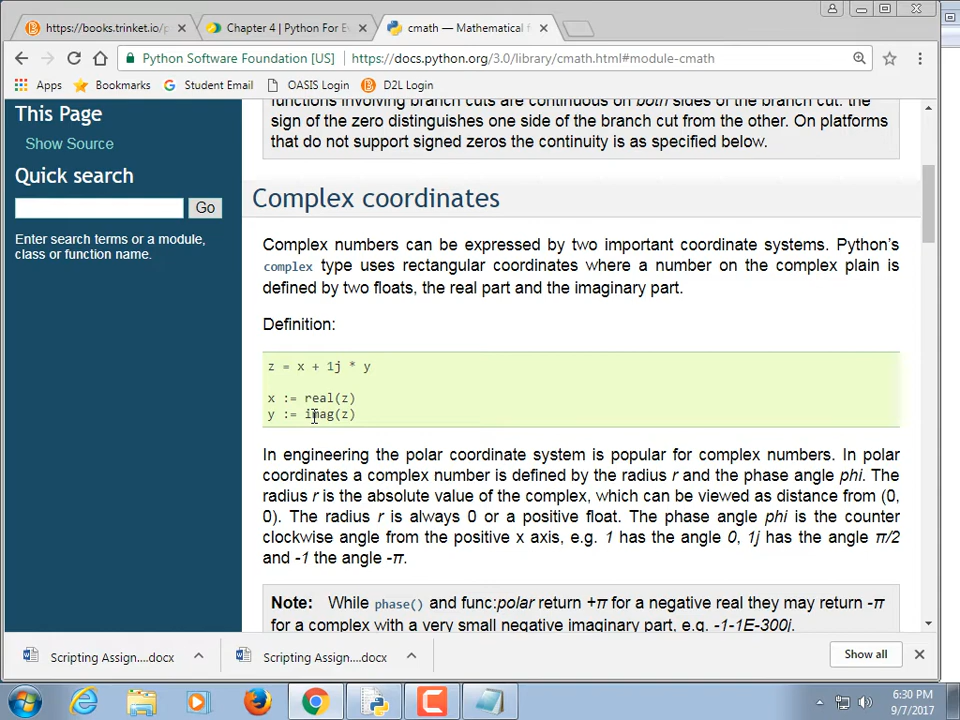 https://books.trinket.io/p
Chapter 4 | Python For Ev
cmath — Mathematical f
Python Software Foundation [US]
https://docs.python.org/3.0/library/cmath.html#module-cmath
Apps
Bookmarks
Student Email
OASIS Login
D2L Login
This Page
Show Source
Quick search
Go
Enter search terms or a module,
class or function name.
functions involving branch cuts are continuous on both sides of the branch cut: the
sign of the zero distinguishes one side of the branch cut from the other. On platforms
that do not support signed zeros the continuity is as specified below.
Complex coordinates
Complex numbers can be expressed by two important coordinate systems. Python's
complex type uses rectangular coordinates where a number on the complex plain is
defined by two floats, the real part and the imaginary part.
Definition:
z = x + 1j * y
x := real(z)
y := imag(z)
In engineering the polar coordinate system is popular for complex numbers. In polar
coordinates a complex number is defined by the radius r and the phase angle phi. The
radius r is the absolute value of the complex, which can be viewed as distance from (0,
0). The radius r is always 0 or a positive float. The phase angle phi is the counter
clockwise angle from the positive x axis, e.g. 1 has the angle 0, 1j has the angle π/2
and -1 the angle -π.
Note: While phase() and func:polar return +π for a negative real they may return -π
for a complex with a very small negative imaginary part, e.g. -1-1E-300j.
Scripting Assign....docx
Scripting Assign....docx
Show all
6:30 PM
9/7/2017